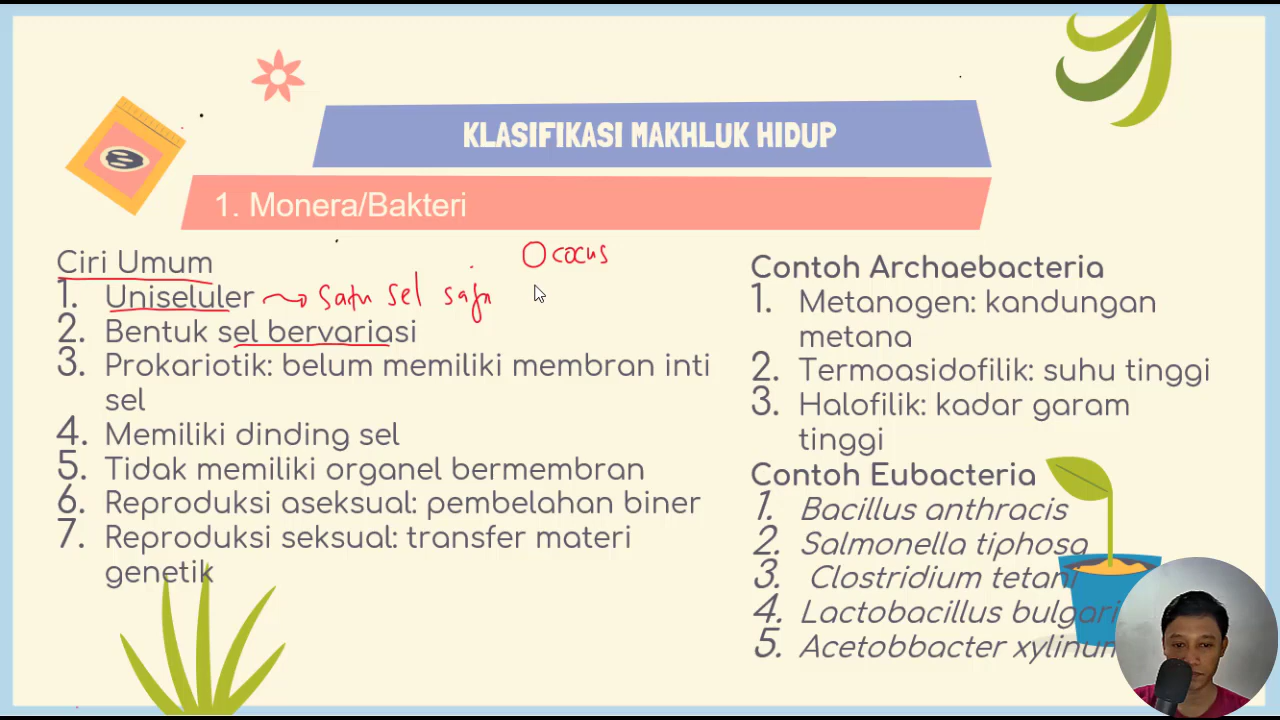 KLASIFIKASI MAKHLUK HIDUP
1. Monera/Bakteri
Ciri Umum
1. Uniseluler
satu sel saja
cocus
2. Bentuk sel bervariasi
3. Prokariotik: belum memiliki membran inti
sel
4. Memiliki dinding sel
5. Tidak memiliki organel bermembran
6. Reproduksi aseksual: pembelahan biner
7. Reproduksi seksual: transfer materi
genetik
Contoh Archaebacteria
1. Metanogen: kandungan
metana
2. Termoasidofilik: suhu tinggi
3. Halofilik: kadar garam
tinggi
Contoh Eubacteria
1. Bacillus anthracis
2. Salmonella tiphosa
3. Clostridium tetani
4. Lactobacillus bulgari
5. Acetobbacter xylinum